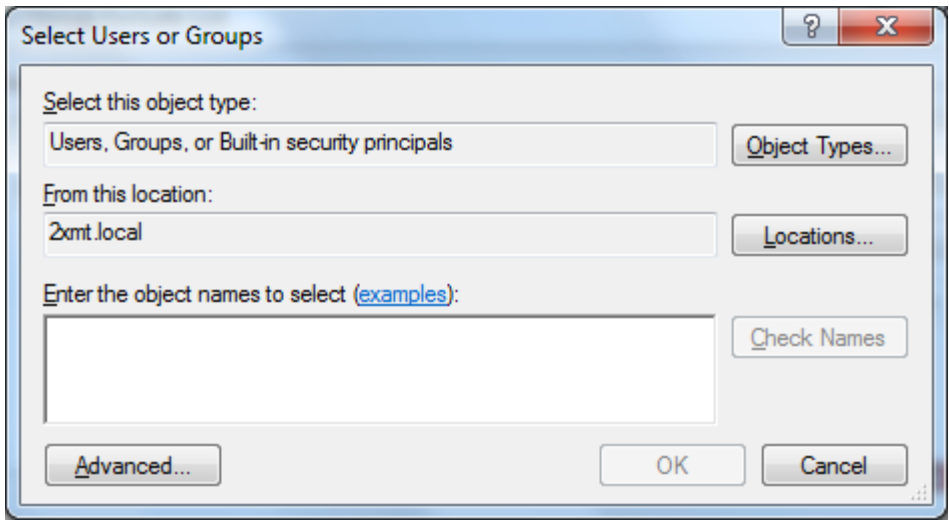 Select Users or Groups
Select this object type:
Users, Groups, or Built-in security principals
Object Types...
From this location:
2xmt.local
Locations...
Enter the object names to select (examples):
Check Names
Advanced...
OK
Cancel